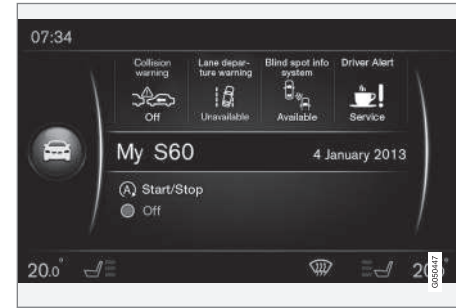 07:34
Collision warning
Lane depar-
ture warning
Blind spot info
system
Driver Alert
Off
Unavailable
Available
Service
My S60
4 January 2013
A Start/Stop
Off
20.0°
G050447